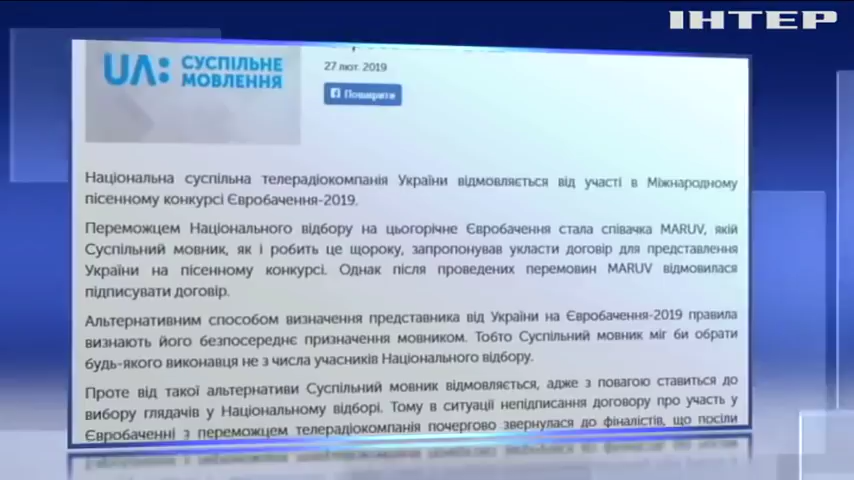 ІНТЕР
UA: СУСПІЛЬНЕ
МОВЛЕННЯ
27 лют. 2019
Поширити
Національна суспільна телерадіокомпанія України відмовляється від участі в Міжнародному
пісенному конкурсі Євробачення-2019.
Переможцем Національного відбору на цьогорічне Євробачення стала співачка MARUV, якій
Суспільний мовник, як і робить це щороку, запропонував укласти договір для представлення
України на пісенному конкурсі. Однак після проведених перемовин MARUV відмовилася
підписувати договір.
Альтернативним способом визначення представника від України на Євробачення-2019 правила
визнають його безпосереднє призначення мовником. Тобто Суспільний мовник міг би обрати
будь-якого виконавця не з числа учасників Національного відбору.
Проте від такої альтернативи Суспільний мовник відмовляється, адже з повагою ставиться до
вибору глядачів у Національному відборі. Тому в ситуації непідписання договору про участь у
Євробаченні з переможцем телерадіокомпанія почергово звернулася до фіналістів, що посіли